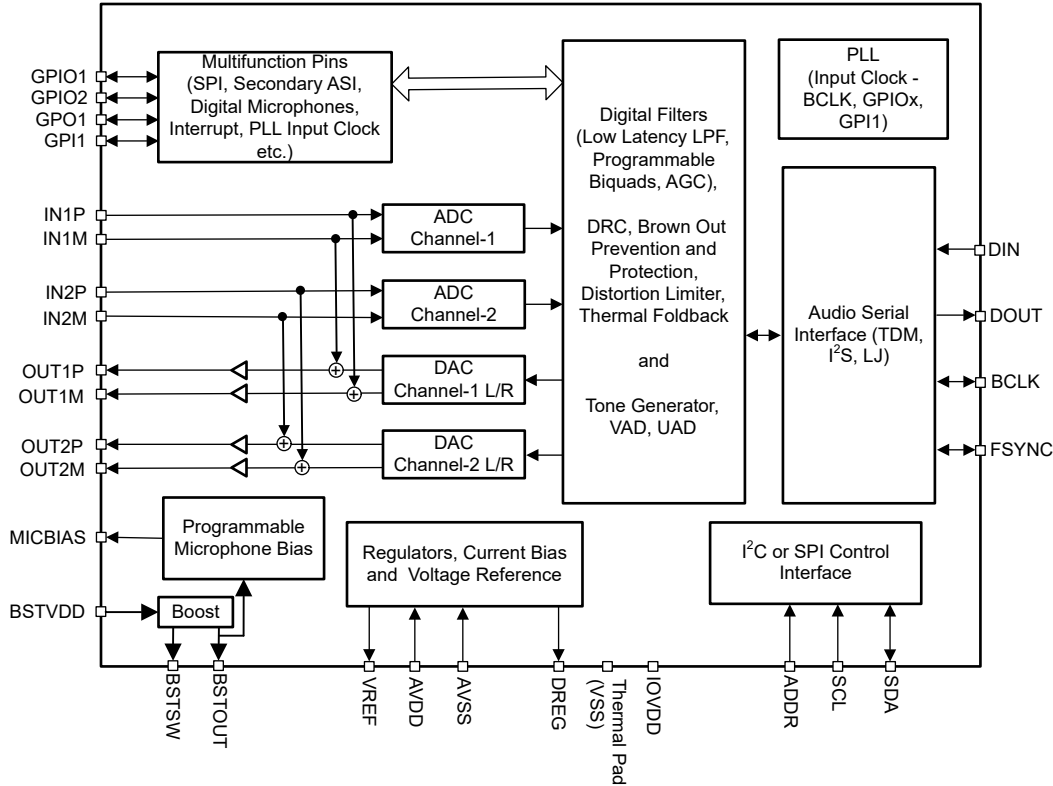 GPIO1
GPIO2
GPO1
GPI1
Multifunction Pins
(SPI, Secondary ASI,
Digital Microphones,
Interrupt, PLL Input Clock
etc.)
Digital Filters
(Low Latency LPF,
Programmable
Biquads, AGC),
DRC, Brown Out
Prevention and
Protection,
Distortion Limiter,
Thermal Foldback
and
Tone Generator,
VAD, UAD
PLL
(Input Clock -
BCLK, GPIOx,
GPI1)
IN1P
IN1M
IN2P
IN2M
OUT1P
OUT1M
OUT2P
OUT2M
ADC
Channel-1
ADC
Channel-2
DAC
Channel-1 L/R
DAC
Channel-2 L/R
Audio Serial
Interface (TDM,
I²S, LJ)
DIN
DOUT
BCLK
FSYNC
MICBIAS
Programmable
Microphone Bias
BSTVDD
Boost
Regulators, Current Bias
and Voltage Reference
I²C or SPI Control
Interface
BSTSW
BSTOUT
VREF
AVDD
AVSS
DREG
Thermal Pad
(VSS)
IOVDD
ADDR
SCL
SDA